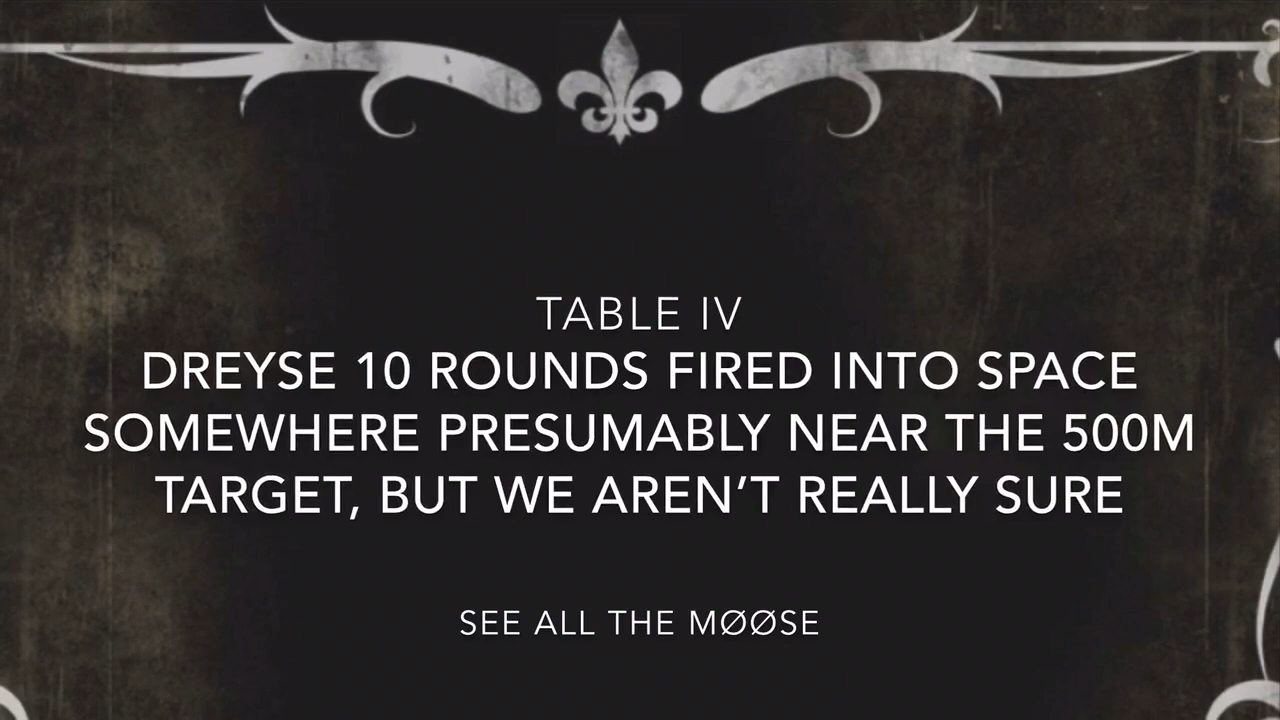 TABLE IV
DREYSE 10 ROUNDS FIRED INTO SPACE
SOMEWHERE PRESUMABLY NEAR THE 500M
TARGET, BUT WE AREN’T REALLY SURE
SEE ALL THE MØØSE